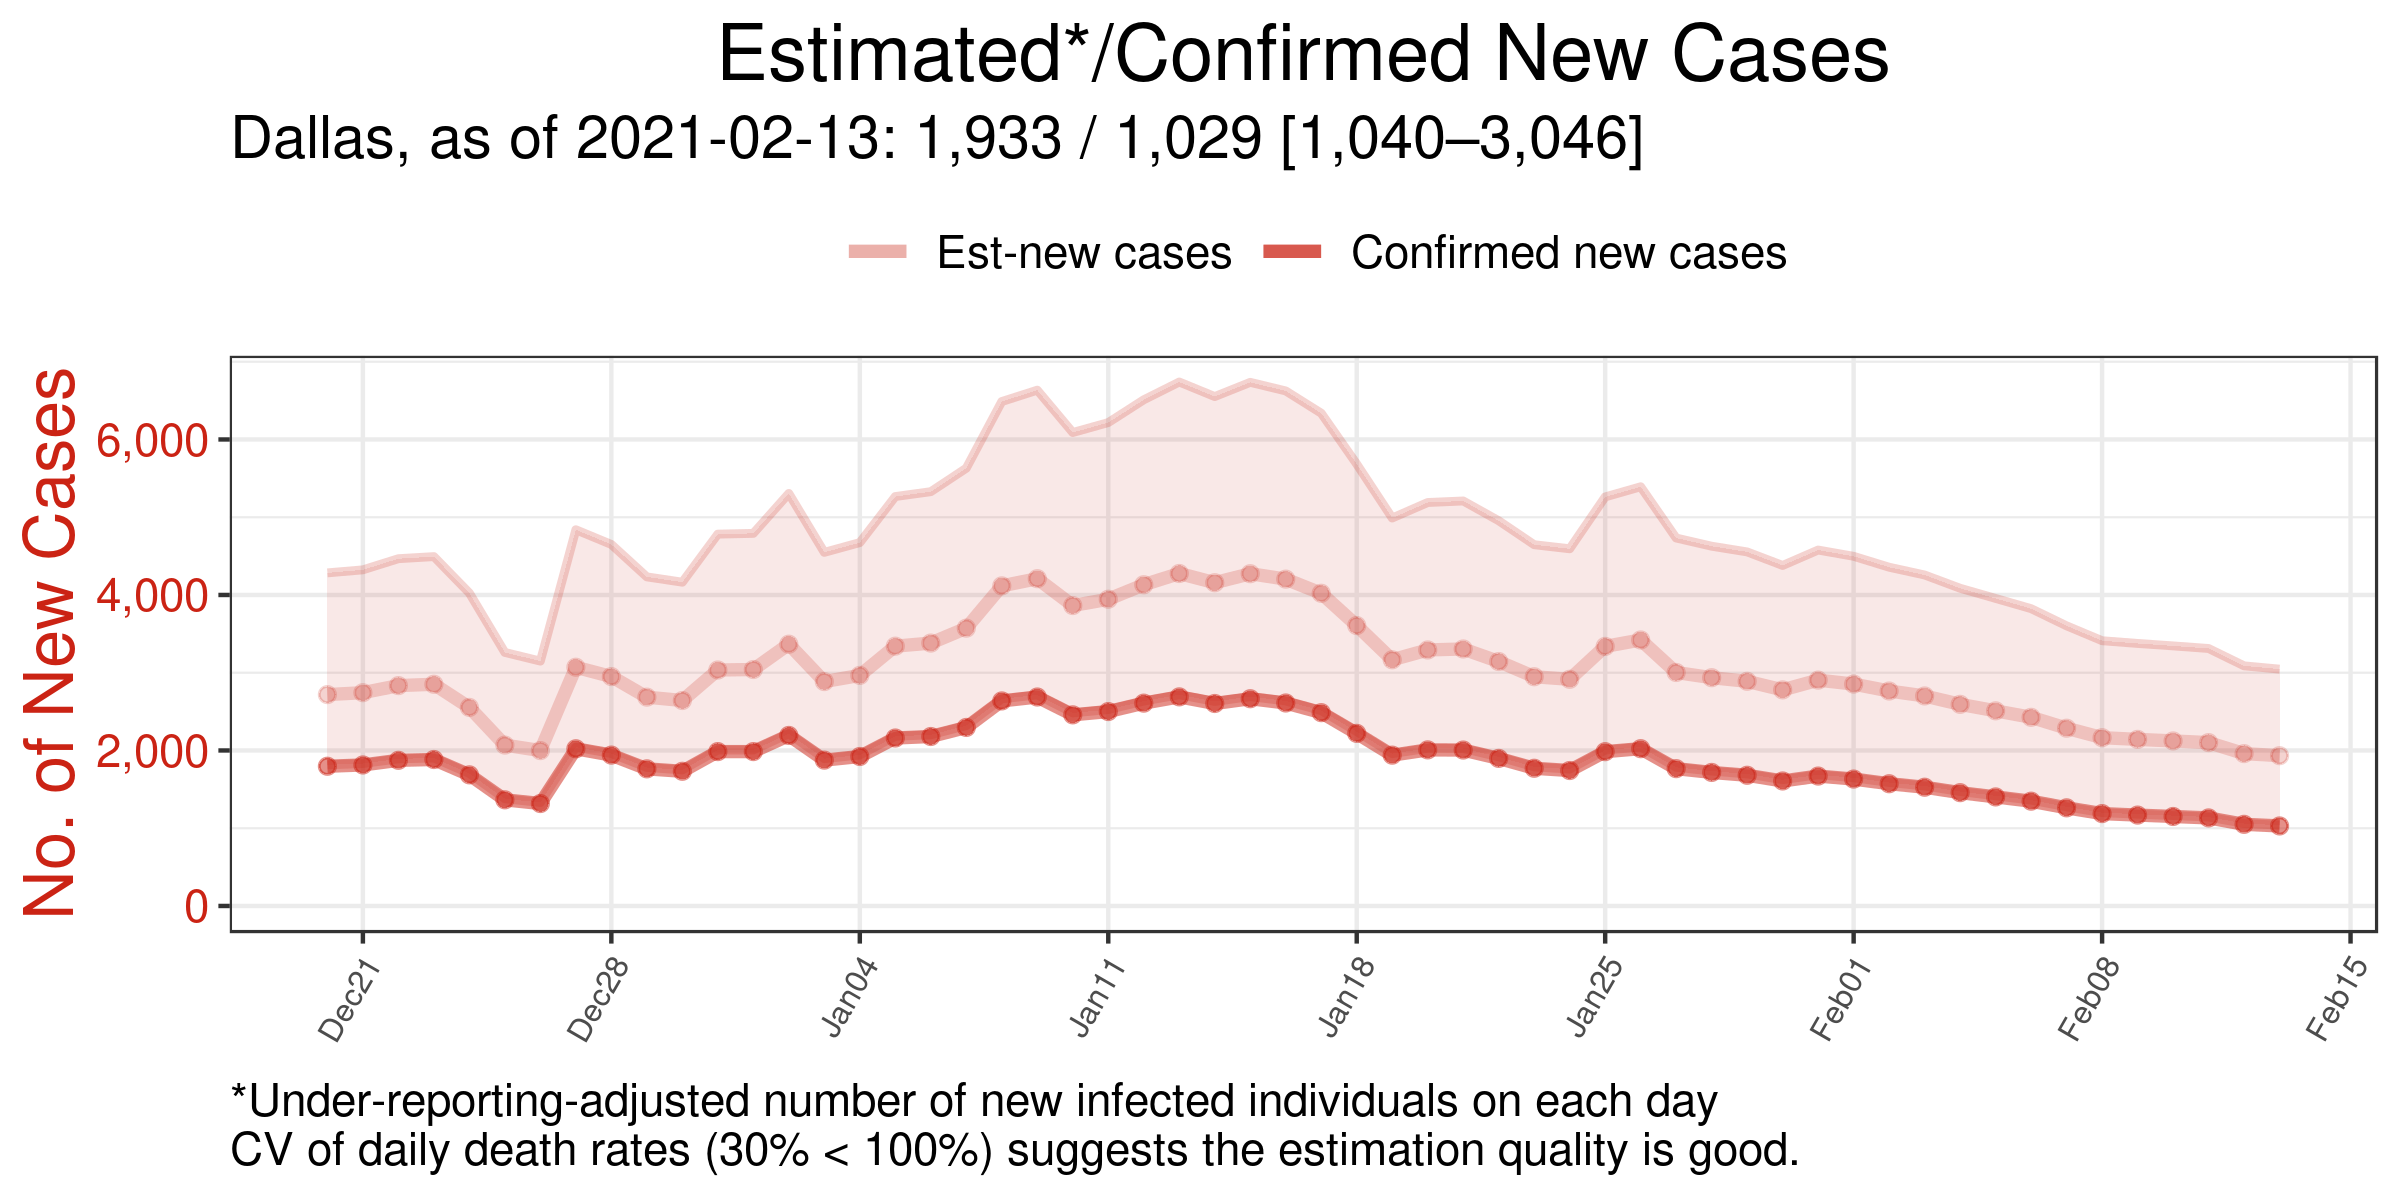 Estimated*/Confirmed New Cases
Dallas, as of 2021-02-13: 1,933 / 1,029 [1,040–3,046]
Est-new cases Confirmed new cases
No. of New Cases
6,000
4,000
2,000
0
Dec21 Dec28 Jan04 Jan11 Jan18 Jan25 Feb01 Feb08 Feb15
*Under-reporting-adjusted number of new infected individuals on each day
CV of daily death rates (30% < 100%) suggests the estimation quality is good.